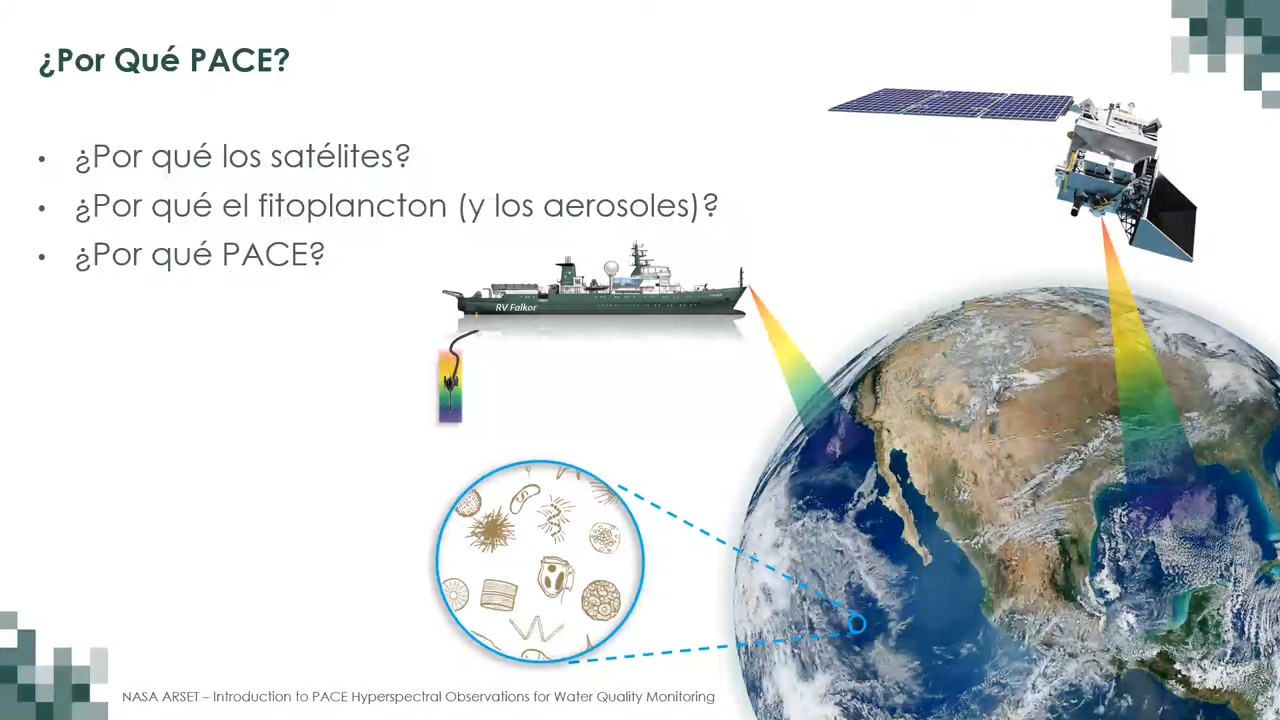 ¿Por Qué PACE?
• ¿Por qué los satélites?
• ¿Por qué el fitoplancton (y los aerosoles)?
• ¿Por qué PACE?
RV Falkor
NASA ARSET – Introduction to PACE Hyperspectral Observations for Water Quality Monitoring